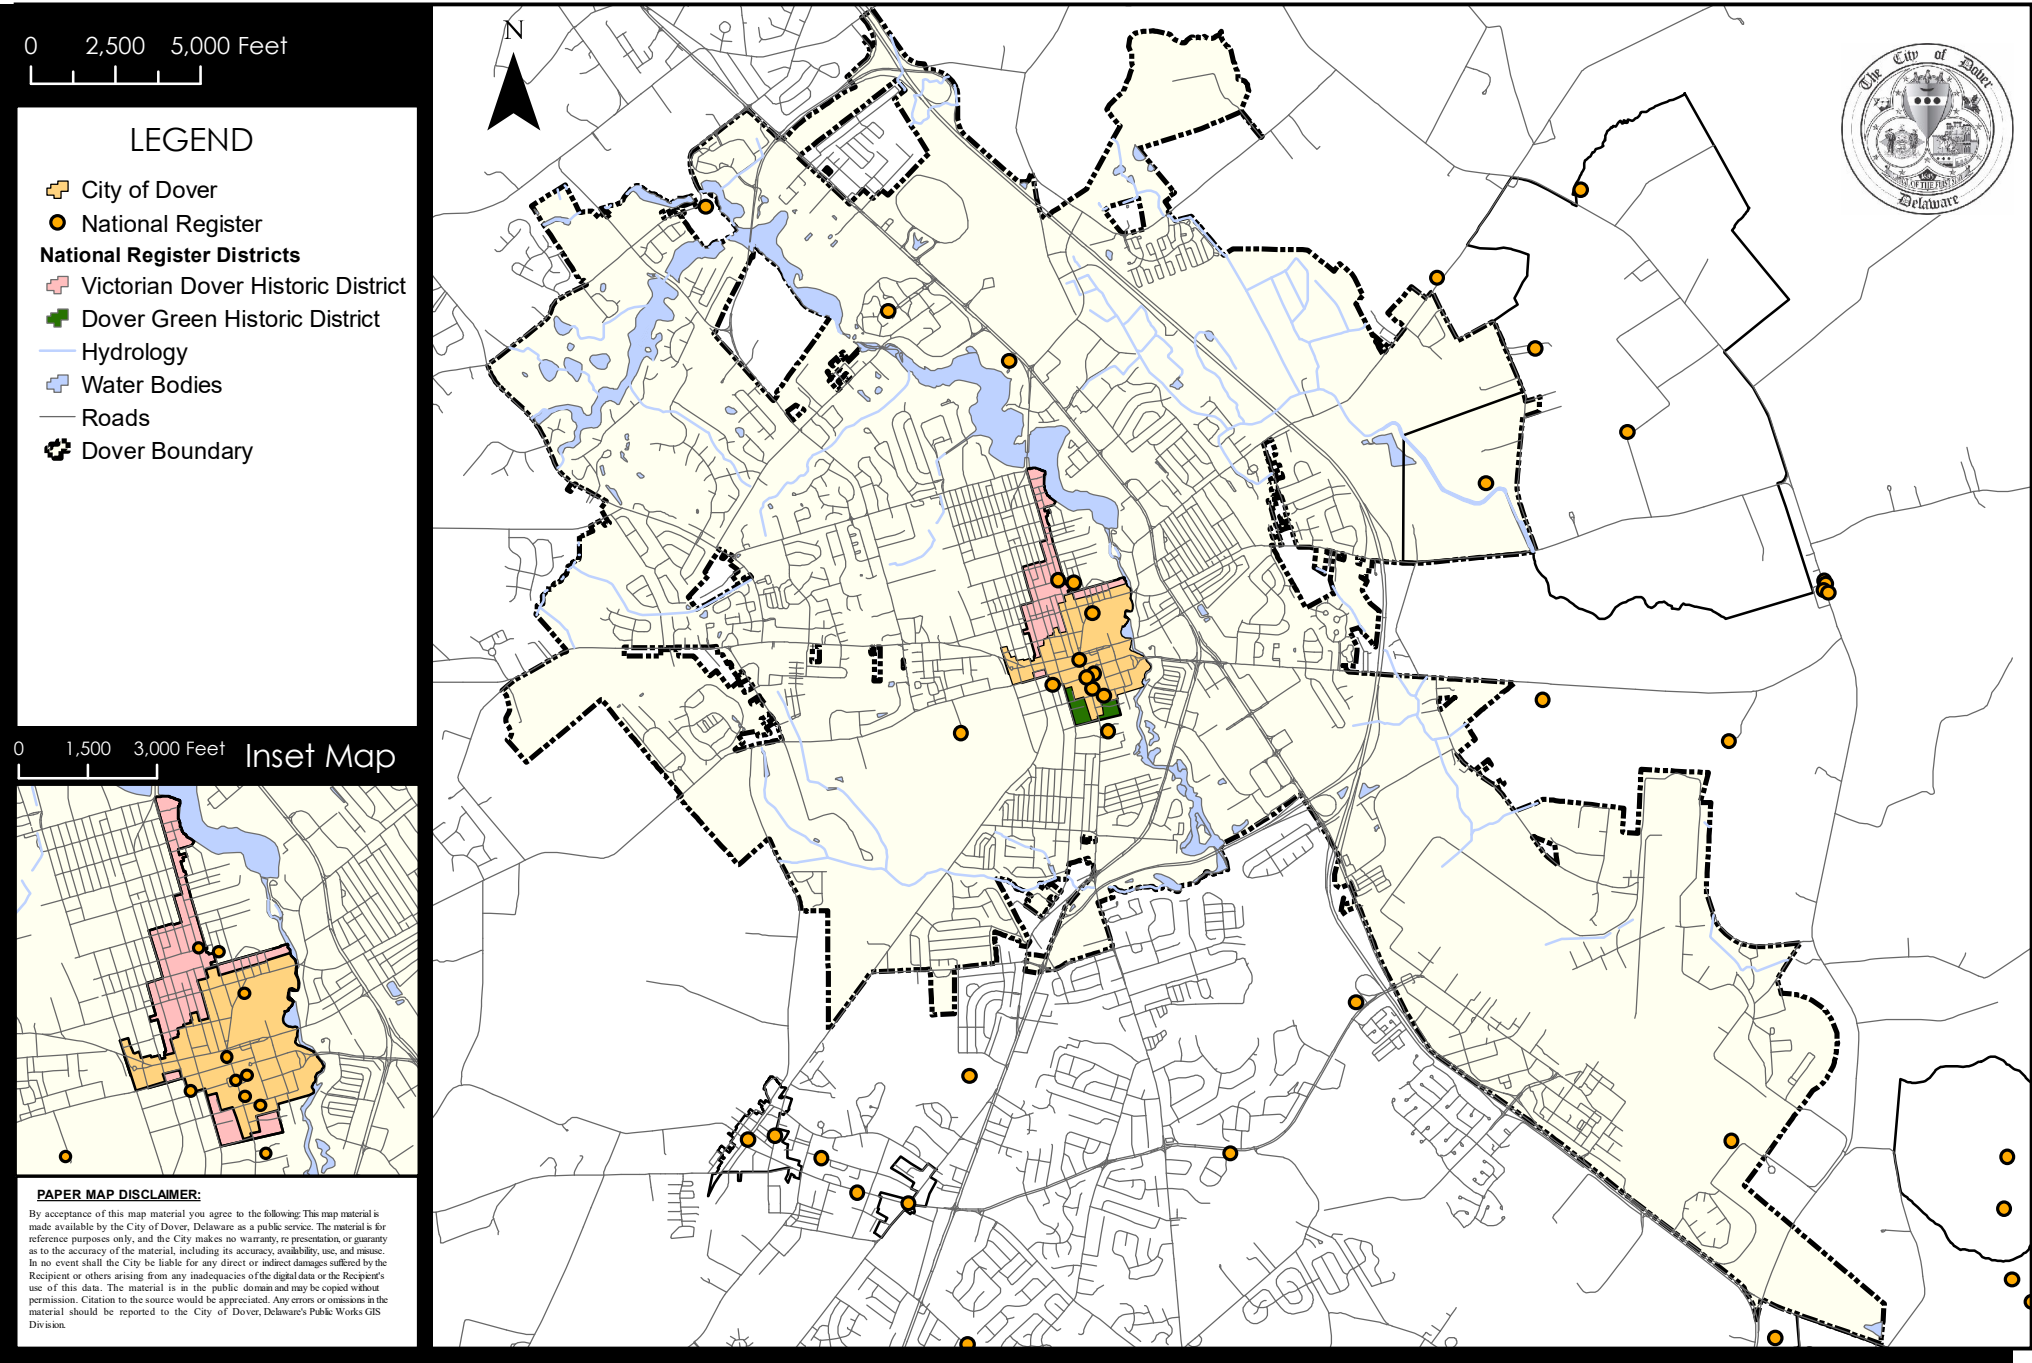 0 2,500 5,000 Feet
LEGEND
City of Dover
National Register
National Register Districts
Victorian Dover Historic District
Dover Green Historic District
Hydrology
Water Bodies
Roads
Dover Boundary
0 1,500 3,000 Feet
Inset Map
PAPER MAP DISCLAIMER:
By acceptance of this map material you agree to the following: This map material is
made available by the City of Dover, Delaware as a public service. The material is for
reference purposes only, and the City makes no warranty, representation, or guaranty
as to the accuracy of the material, including its accuracy, availability, use, and misuse.
In no event shall the City be liable for any direct or indirect damages suffered by the
Recipient or others arising from any inadequacies of the digital data or the Recipient's
use of this data. The material is in the public domain and may be copied without
permission. Citation to the source would be appreciated. Any errors or omissions in the
material should be reported to the City of Dover, Delaware's Public Works GIS
Division.
N
The City of Dover
Delaware